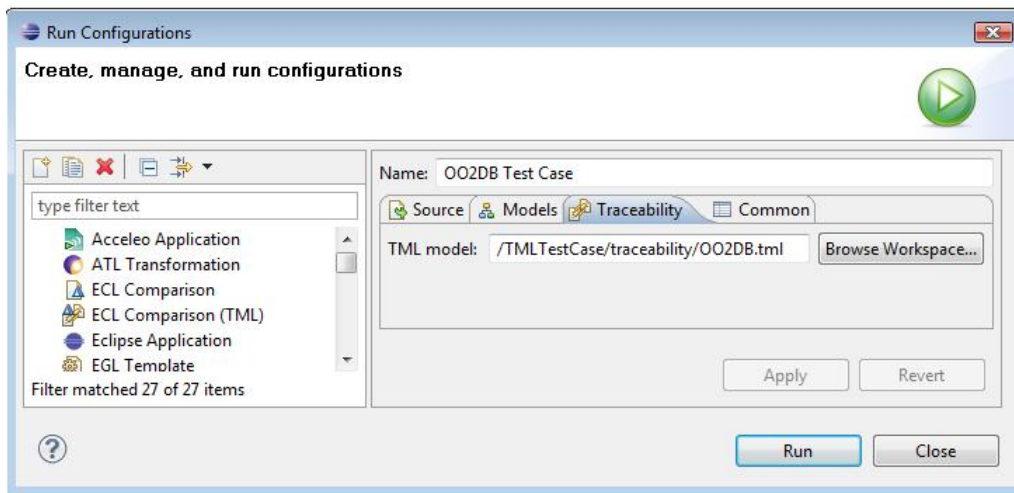 Run Configurations
Create, manage, and run configurations
type filter text
Acceleo Application
ATL Transformation
ECL Comparison
ECL Comparison (TML)
Eclipse Application
EGL Template
Filter matched 27 of 27 items
Name: OO2DB Test Case
Source Models Traceability Common
TML model: /TMLTestCase/traceability/OO2DB.tml Browse Workspace...
Apply Revert
? Run Close